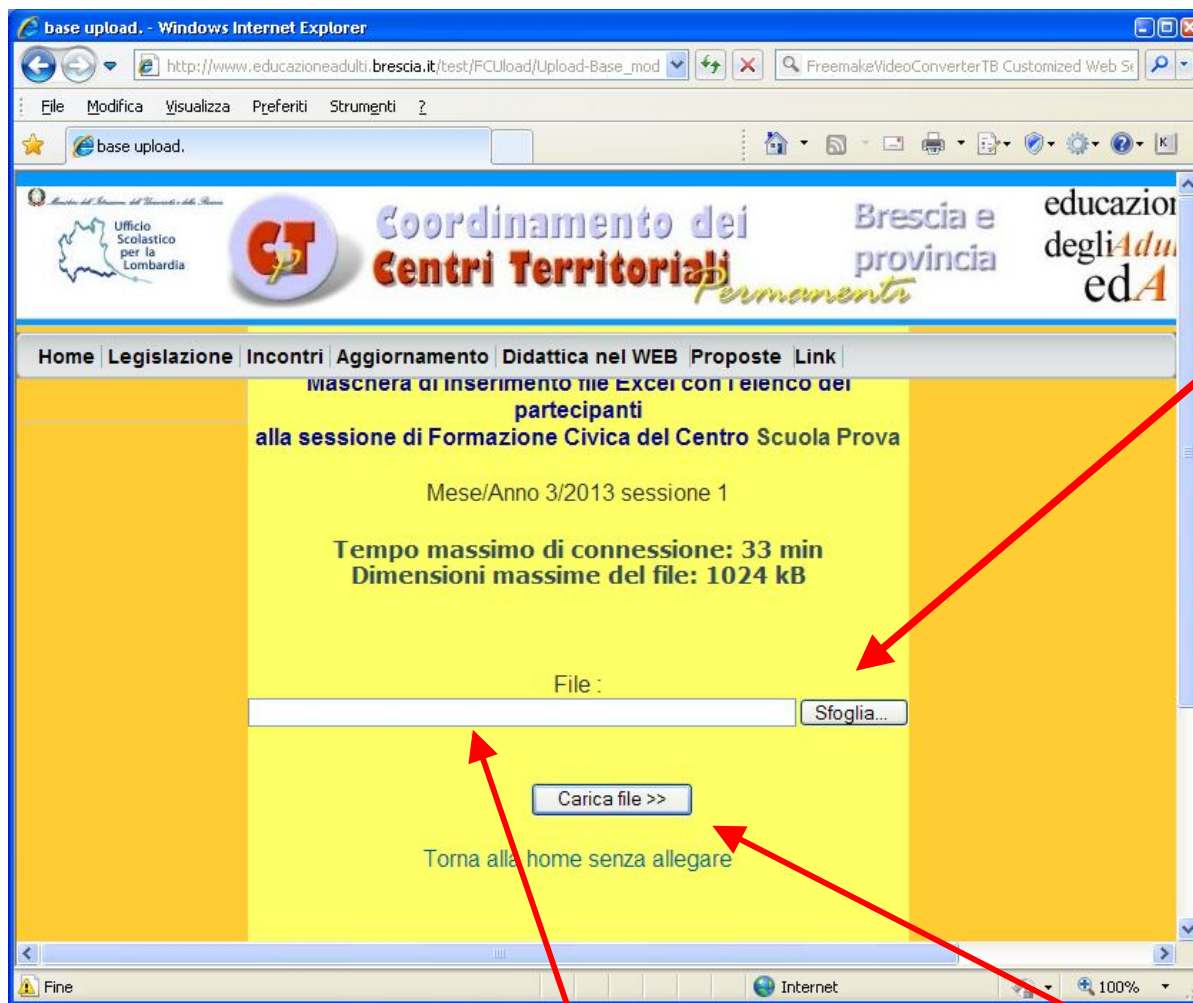 base upload. - Windows Internet Explorer
http://www.educazioneadulti.brescia.it/test/FCUload/Upload-Base_mod
FreemakeVideoConverterTB Customized Web Se
File Modifica Visualizza Preferiti Strumenti ?
base upload.
Ufficio
Scolastico
per la
Lombardia
CTP
Coordinamento dei
Centri Territoriali
Permanenti
Brescia e
provincia
educazion
degliAdu
edA
Home Legislazione Incontri Aggiornamento Didattica nel WEB Proposte Link
Maschera di inserimento file Excel con l'elenco dei
partecipanti
alla sessione di Formazione Civica del Centro Scuola Prova
Mese/Anno 3/2013 sessione 1
Tempo massimo di connessione: 33 min
Dimensioni massime del file: 1024 kB
File :
Sfoglia...
Carica file >>
Torna alla home senza allegare
Fine
Internet
100%